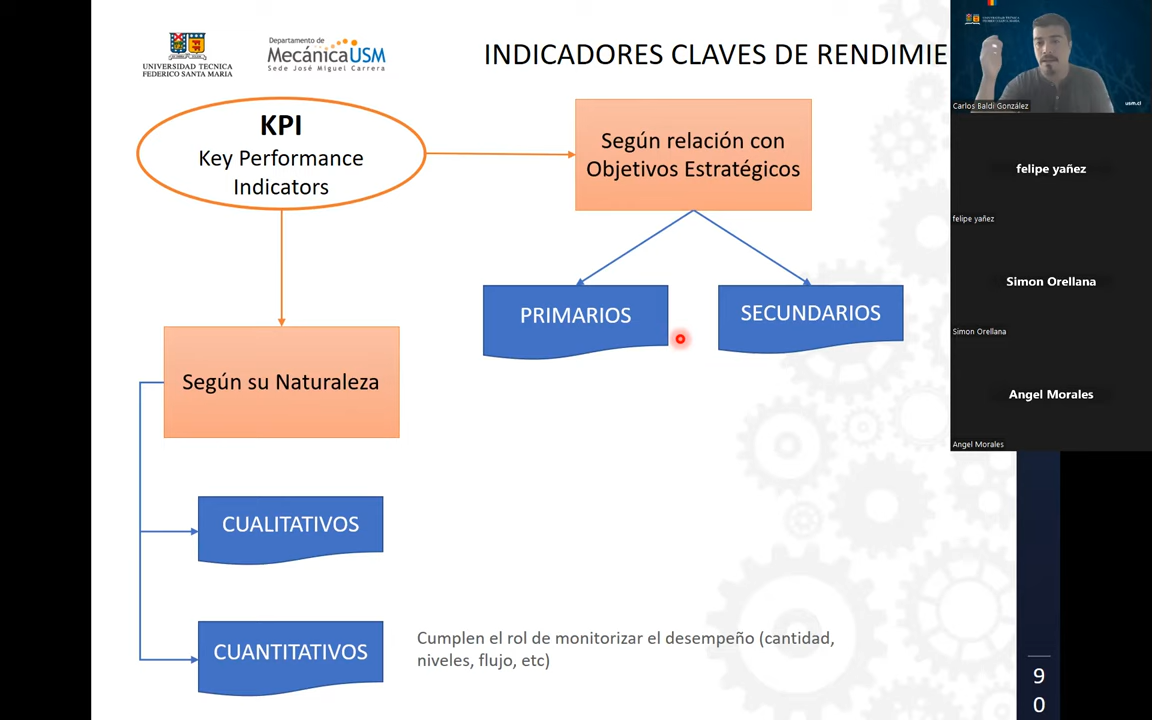 UNIVERSIDAD TECNICA
FEDERICO SANTA MARIA
Departamento de
MecánicaUSM
Sede José Miguel Carrera
INDICADORES CLAVES DE RENDIMIE
KPI
Key Performance
Indicators
Según relación con
Objetivos Estratégicos
PRIMARIOS
SECUNDARIOS
Según su Naturaleza
CUALITATIVOS
CUANTITATIVOS
Cumplen el rol de monitorizar el desempeño (cantidad,
niveles, flujo, etc)
usm.cl
Carlos Baldi González
felipe yañez
felipe yañez
Simon Orellana
Simon Orellana
Angel Morales
Angel Morales
9
0